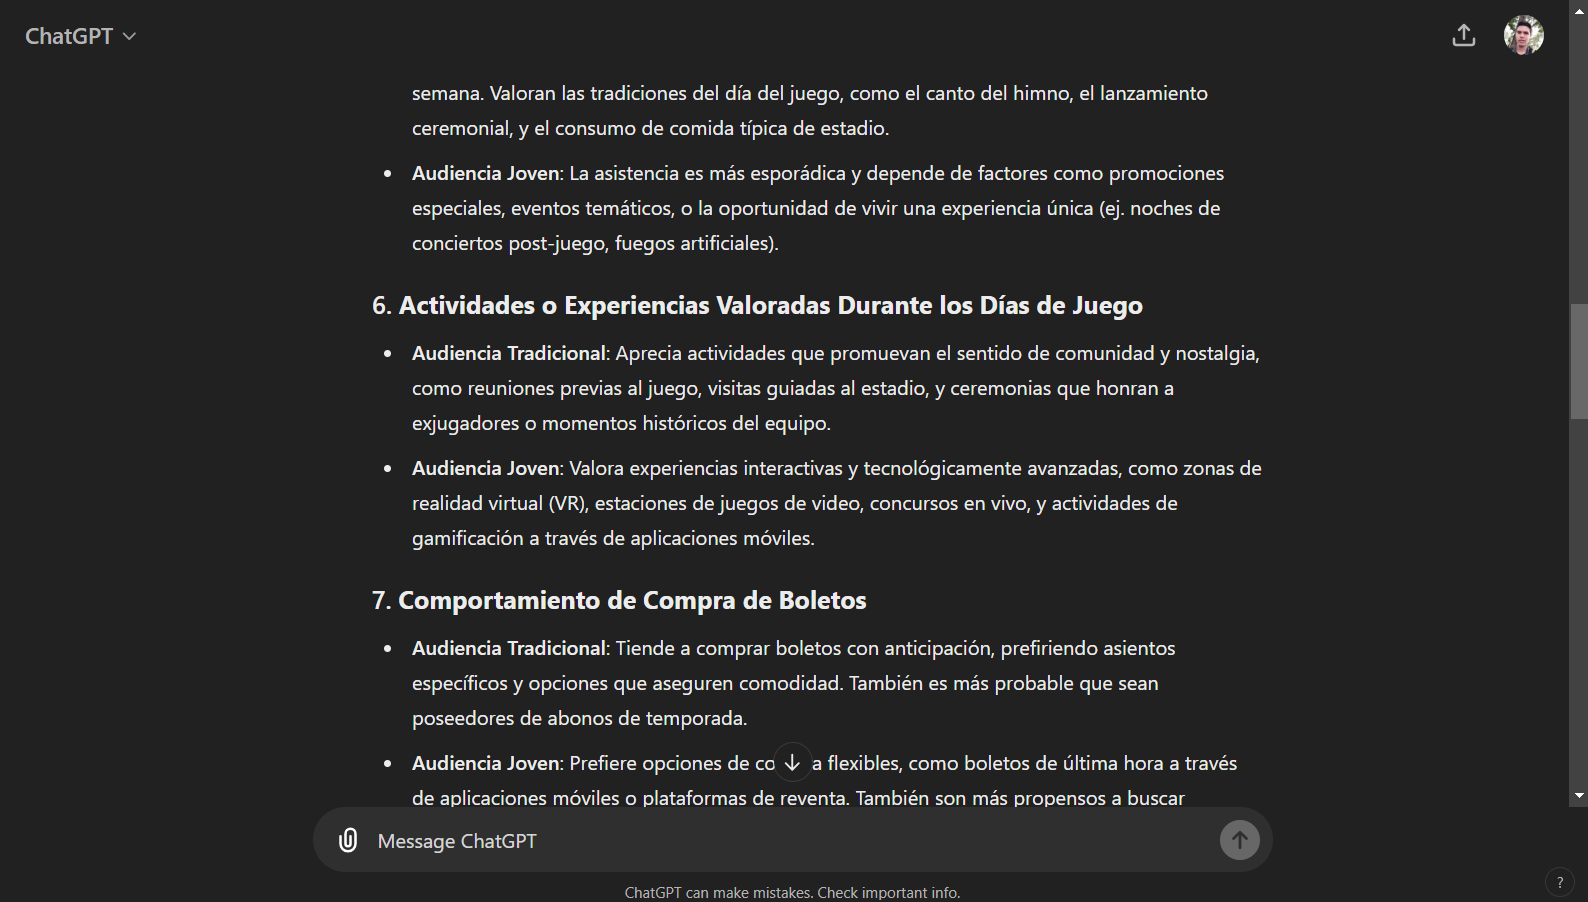 ChatGPT
semana. Valoran las tradiciones del día del juego, como el canto del himno, el lanzamiento
ceremonial, y el consumo de comida típica de estadio.
• Audiencia Joven: La asistencia es más esporádica y depende de factores como promociones
especiales, eventos temáticos, o la oportunidad de vivir una experiencia única (ej. noches de
conciertos post-juego, fuegos artificiales).
6. Actividades o Experiencias Valoradas Durante los Días de Juego
• Audiencia Tradicional: Aprecia actividades que promuevan el sentido de comunidad y nostalgia,
como reuniones previas al juego, visitas guiadas al estadio, y ceremonias que honran a
exjugadores o momentos históricos del equipo.
• Audiencia Joven: Valora experiencias interactivas y tecnológicamente avanzadas, como zonas de
realidad virtual (VR), estaciones de juegos de video, concursos en vivo, y actividades de
gamificación a través de aplicaciones móviles.
7. Comportamiento de Compra de Boletos
• Audiencia Tradicional: Tiende a comprar boletos con anticipación, prefiriendo asientos
específicos y opciones que aseguren comodidad. También es más probable que sean
poseedores de abonos de temporada.
• Audiencia Joven: Prefiere opciones de co a flexibles, como boletos de última hora a través
de aplicaciones móviles o plataformas de reventa. También son más propensos a buscar
Message ChatGPT
ChatGPT can make mistakes. Check important info.
?